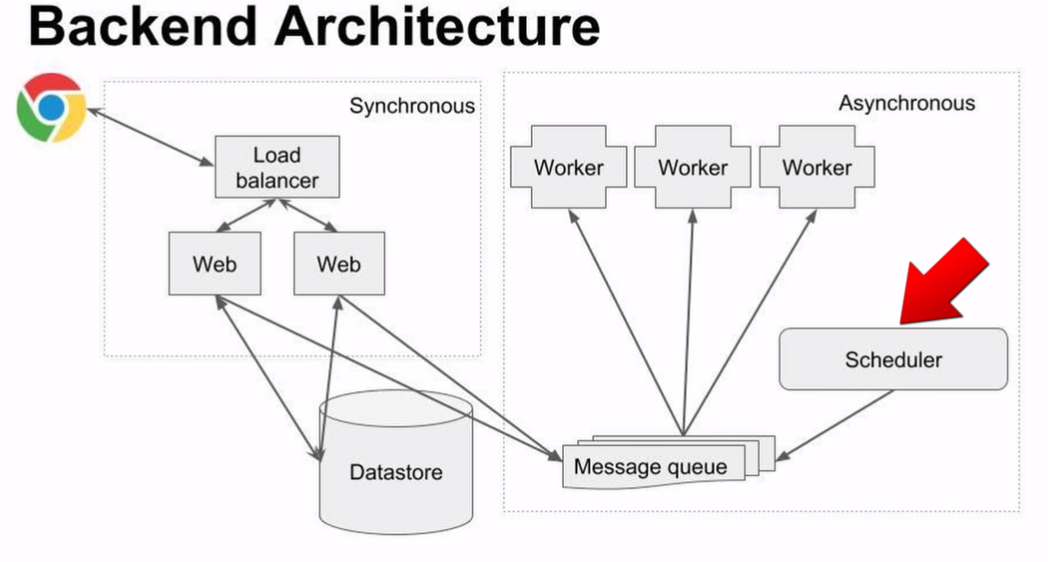 Backend Architecture
Synchronous
Asynchronous
Load
balancer
Worker
Worker
Worker
Web
Web
Scheduler
Datastore
Message queue